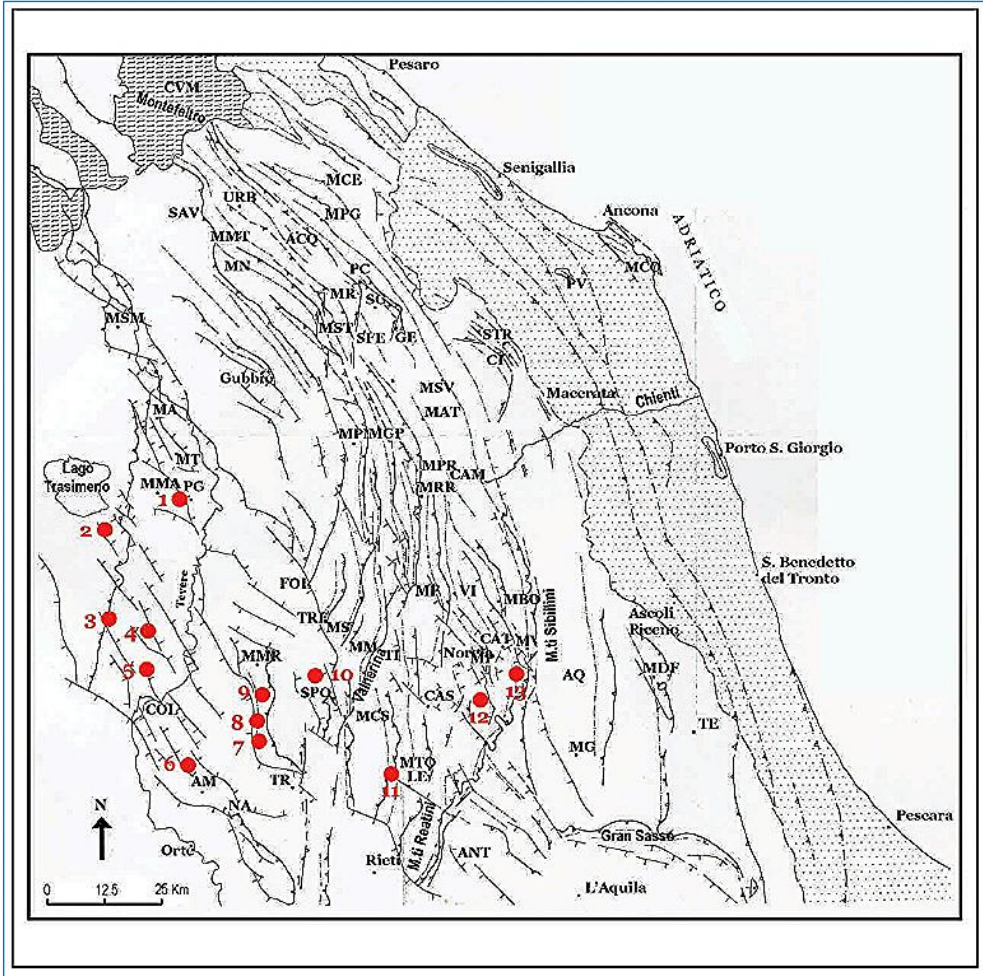 Pesaro
CVM
Montefeltro
Senigallia
MCE
URB
SAV
MPG
Ancona
MMT
ACQ
ADRIATICO
MN
PC
MCO
PV
MR
SG
MSM
MST
SFE
GE
STR
Gubbio
MSV
Macerata
Chienti
MA
MAT
MGP
Porto S. Giorgio
MT
Lago
Trasimeno
MPR
CAM
MMA
PG
MRR
1
2
S. Benedetto
del Tronto
Tevere
MP
VI
MBO
M.ti Sibillini
Ascoli
Piceno
3
4
TRE
MS
CAT
MV
MM
Norcia
MMR
Valnerina
5
10
13
AQ
MDF
9
SPO
CAS
12
COL
8
MCS
TE
7
MG
6
MTO
AM
TR
LE
11
NA
N
Gran Sasso
Pescara
Orte
Rieti
M.ti Reatini
ANT
L'Aquila
0
12.5
25 Km